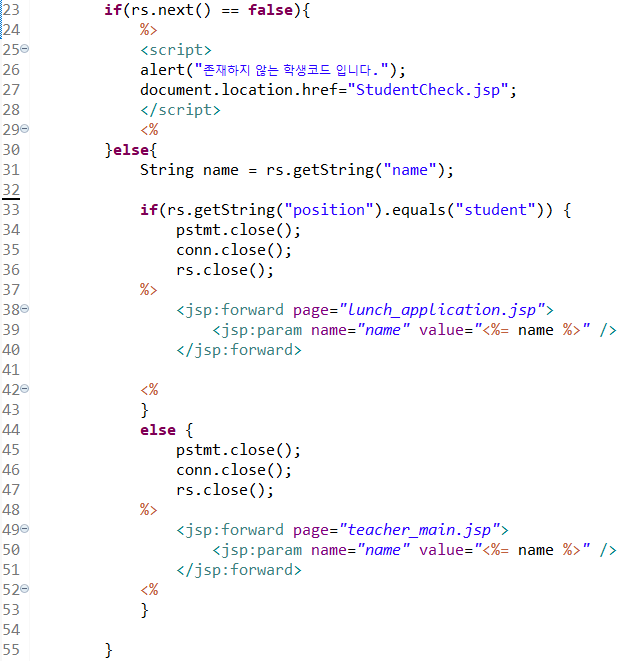 23 if(rs.next() == false){
24 %>
25 <script>
26 alert("존재하지 않는 학생코드 입니다.");
27 document.location.href="StudentCheck.jsp";
28 </script>
29 <%
30 }else{
31 String name = rs.getString("name");
32
33 if(rs.getString("position").equals("student")) {
34 pstmt.close();
35 conn.close();
36 rs.close();
37 %>
38 <jsp:forward page="lunch_application.jsp">
39 <jsp:param name="name" value="<%= name %>" />
40 </jsp:forward>
41
42 <%
43 }
44 else {
45 pstmt.close();
46 conn.close();
47 rs.close();
48 %>
49 <jsp:forward page="teacher_main.jsp">
50 <jsp:param name="name" value="<%= name %>" />
51 </jsp:forward>
52 <%
53 }
54
55 }